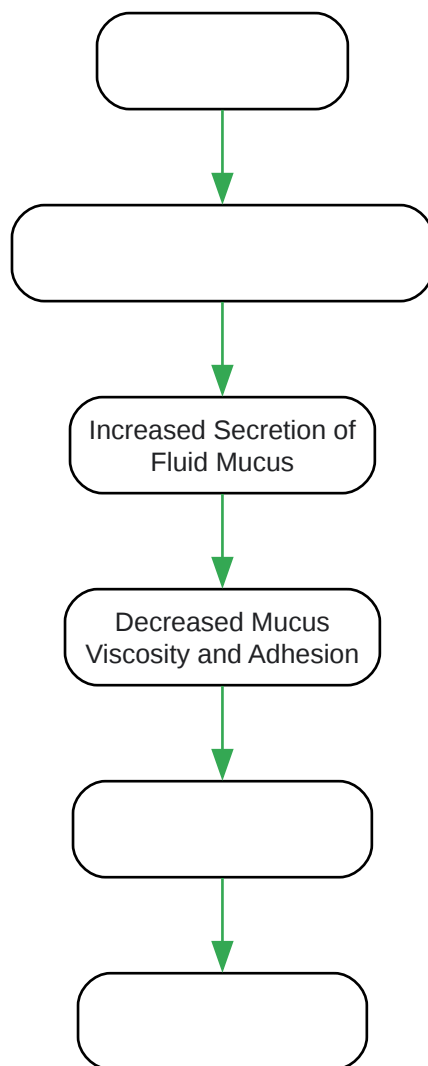 Increased Secretion of
Fluid Mucus
Decreased Mucus
Viscosity and Adhesion